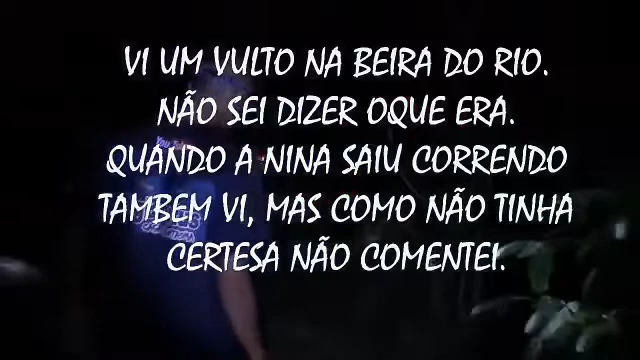 VI UM VULTO NA BEIRA DO RIO.
NÃO SEI DIZER OQUE ERA.
QUANDO A NINA SAIU CORRENDO
TAMBEM VI, MAS COMO NÃO TINHA
CERTESA NÃO COMENTEI.